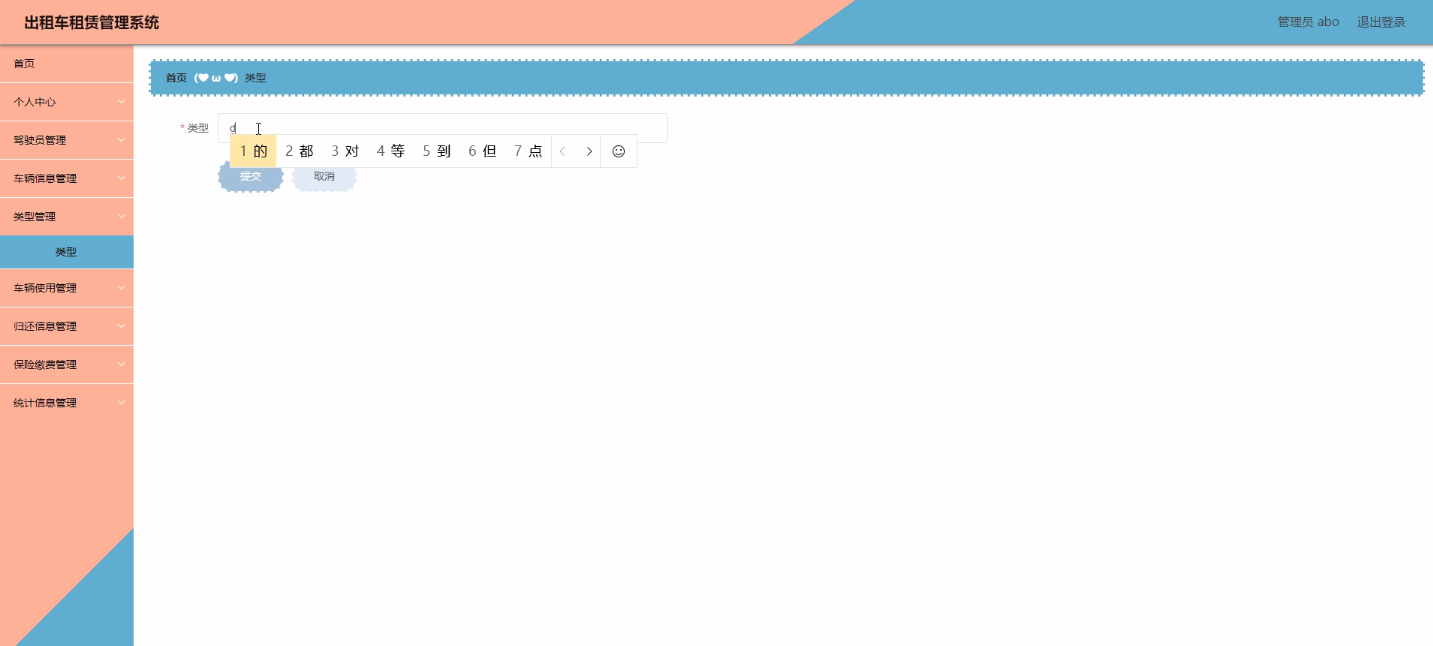 出租车租赁管理系统
管理员 abo 退出登录
首页
个人中心
驾驶员管理
车辆信息管理
类型管理
类型
车辆使用管理
归还信息管理
保险缴费管理
统计信息管理
首页 (❤ ω ❤) 类型
* 类型 d
1 的 2 都 3 对 4 等 5 到 6 但 7 点
提交 取消